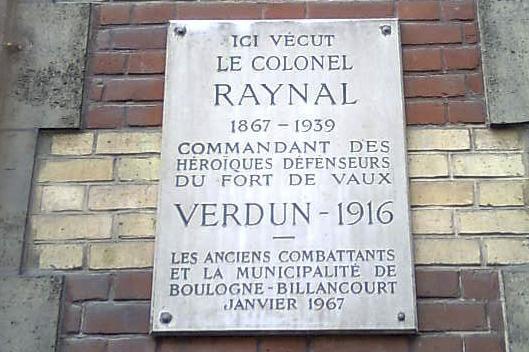 ICI VÉCUT
LE COLONEL
RAYNAL
1867 - 1939
COMMANDANT DES
HÉROÏQUES DÉFENSEURS
DU FORT DE VAUX
VERDUN - 1916
LES ANCIENS COMBATTANTS
ET LA MUNICIPALITÉ DE
BOULOGNE-BILLANCOURT
JANVIER 1967